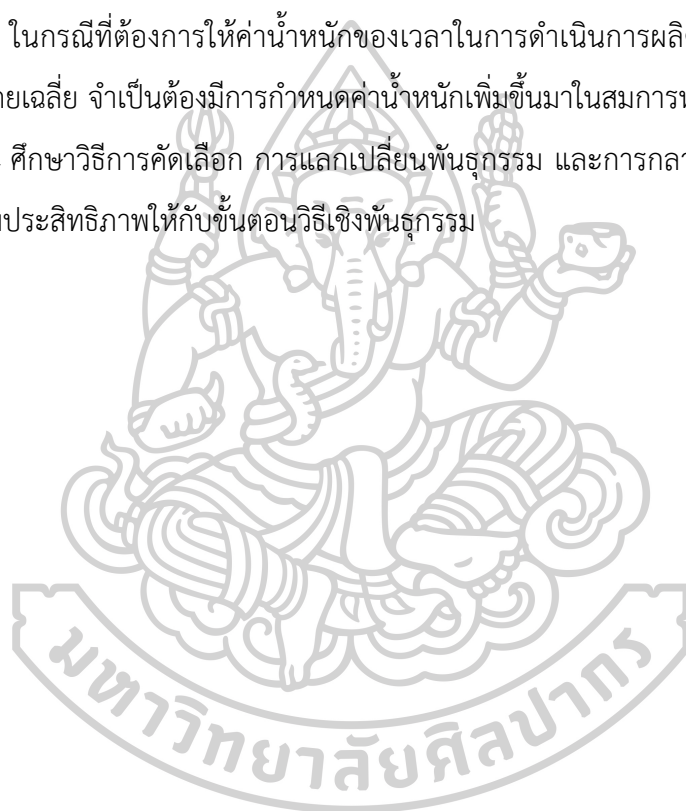 ในกรณีที่ต้องการให้ค่าน้ำหนักของเวลาในการดำเนินการผลิ
ยเฉลี่ย จำเป็นต้องมีการกำหนดค่าน้ำหนักเพิ่มขึ้นมาในสมการ
ศึกษาวิธีการคัดเลือก การแลกเปลี่ยนพันธุกรรม และการกลา
ประสิทธิภาพให้กับขั้นตอนวิธีเชิงพันธุกรรม
มหาวิทยาลัยศิลปากร